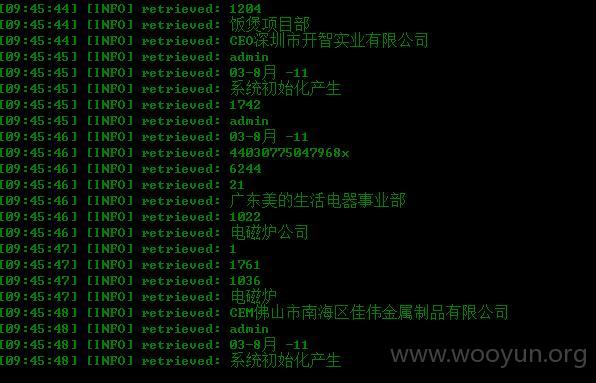 [09:45:44] [INFO] retrieved: 1204
[09:45:44] [INFO] retrieved: 饭煲项目部
[09:45:44] [INFO] retrieved: CEO深圳市开智实业有限公司
[09:45:45] [INFO] retrieved: admin
[09:45:45] [INFO] retrieved: 03-8月 -11
[09:45:45] [INFO] retrieved: 系统初始化产生
[09:45:45] [INFO] retrieved: 1742
[09:45:46] [INFO] retrieved: admin
[09:45:46] [INFO] retrieved: 03-8月 -11
[09:45:46] [INFO] retrieved: 44030775047968x
[09:45:46] [INFO] retrieved: 6244
[09:45:46] [INFO] retrieved: 21
[09:45:46] [INFO] retrieved: 广东美的生活电器事业部
[09:45:46] [INFO] retrieved: 1022
[09:45:46] [INFO] retrieved: 电磁炉公司
[09:45:47] [INFO] retrieved: 1
[09:45:47] [INFO] retrieved: 1761
[09:45:47] [INFO] retrieved: 1036
[09:45:47] [INFO] retrieved: 电磁炉
[09:45:48] [INFO] retrieved: CEM佛山市南海区佳伟金属制品有限公司
[09:45:48] [INFO] retrieved: admin
[09:45:48] [INFO] retrieved: 03-8月 -11
[09:45:48] [INFO] retrieved: 系统初始化产生
www.wooyun.org